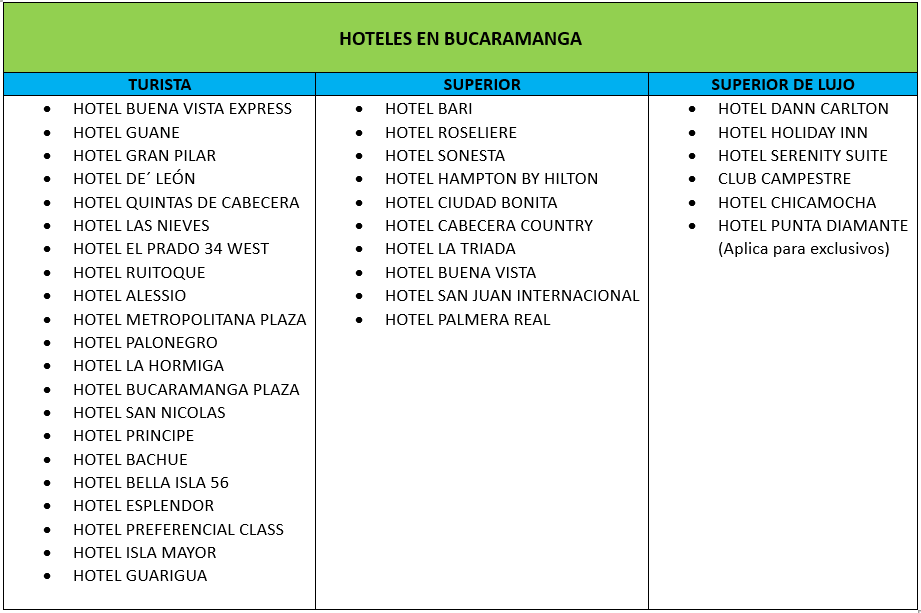 HOTELES EN BUCARAMANGA
TURISTA
• HOTEL BUENA VISTA EXPRESS
• HOTEL GUANE
• HOTEL GRAN PILAR
• HOTEL DE´ LEÓN
• HOTEL QUINTAS DE CABECERA
• HOTEL LAS NIEVES
• HOTEL EL PRADO 34 WEST
• HOTEL RUITOQUE
• HOTEL ALESSIO
• HOTEL METROPOLITANA PLAZA
• HOTEL PALONEGRO
• HOTEL LA HORMIGA
• HOTEL BUCARAMANGA PLAZA
• HOTEL SAN NICOLAS
• HOTEL PRINCIPE
• HOTEL BACHUE
• HOTEL BELLA ISLA 56
• HOTEL ESPLENDOR
• HOTEL PREFERENCIAL CLASS
• HOTEL ISLA MAYOR
• HOTEL GUARIGUA
SUPERIOR
• HOTEL BARI
• HOTEL ROSELIERE
• HOTEL SONESTA
• HOTEL HAMPTON BY HILTON
• HOTEL CIUDAD BONITA
• HOTEL CABECERA COUNTRY
• HOTEL LA TRIADA
• HOTEL BUENA VISTA
• HOTEL SAN JUAN INTERNACIONAL
• HOTEL PALMERA REAL
SUPERIOR DE LUJO
• HOTEL DANN CARLTON
• HOTEL HOLIDAY INN
• HOTEL SERENITY SUITE
• CLUB CAMPESTRE
• HOTEL CHICAMOCHA
• HOTEL PUNTA DIAMANTE
(Aplica para exclusivos)